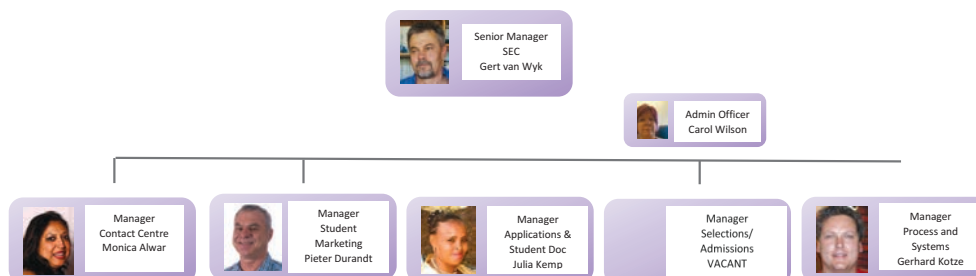 Senior Manager
SEC
Gert van Wyk
Admin Officer
Carol Wilson
Manager
Contact Centre
Monica Alwar
Manager
Student
Marketing
Pieter Durandt
Manager
Applications &
Student Doc
Julia Kemp
Manager
Selections/
Admissions
VACANT
Manager
Process and
Systems
Gerhard Kotze